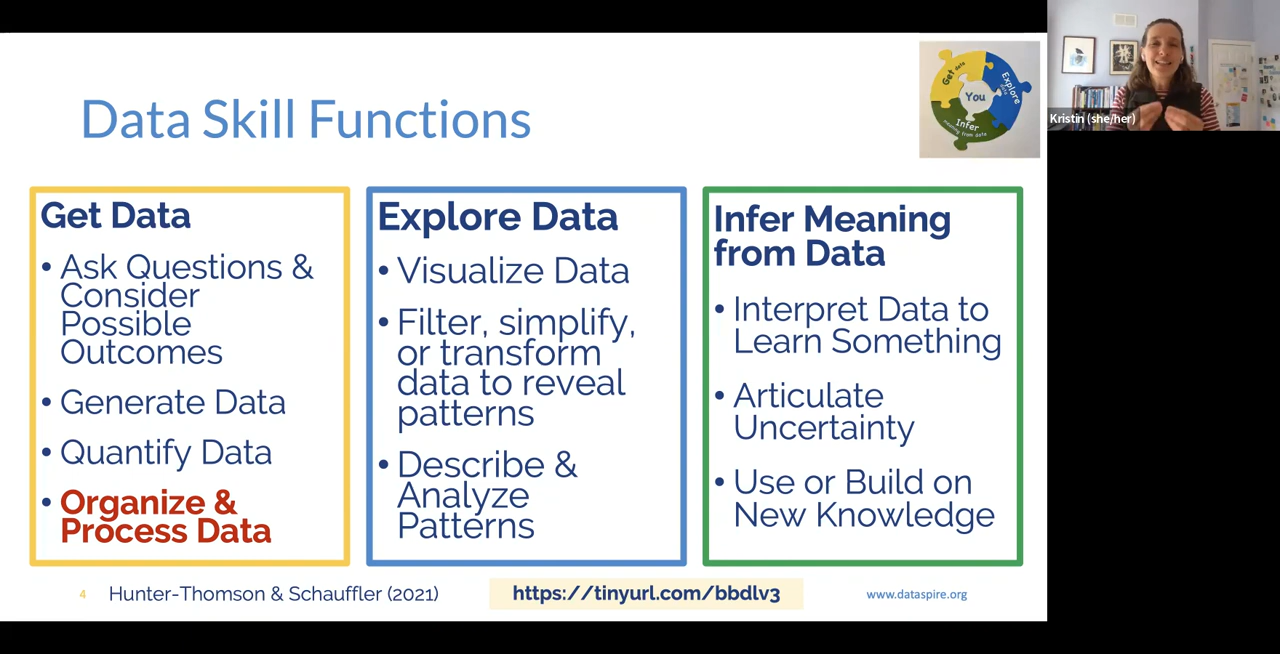 Data Skill Functions
Get data
Explore data
You
Infer
meaning from data
Kristin (she/her)
Get Data
• Ask Questions &
Consider
Possible
Outcomes
• Generate Data
• Quantify Data
• Organize &
Process Data
Explore Data
• Visualize Data
• Filter, simplify,
or transform
data to reveal
patterns
• Describe &
Analyze
Patterns
Infer Meaning
from Data
• Interpret Data to
Learn Something
• Articulate
Uncertainty
• Use or Build on
New Knowledge
4
Hunter-Thomson & Schauffler (2021)
https://tinyurl.com/bbdlv3
www.dataspire.org